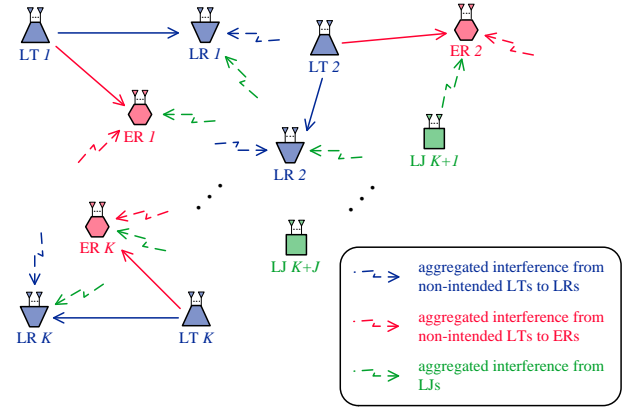 LT 1
LR 1
LT 2
ER 2
ER 1
LR 2
LJ K+1
ER K
LJ K+J
LR K
LT K
aggregated interference from
non-intended LTs to LRs
aggregated interference from
non-intended LTs to ERs
aggregated interference from
LJs